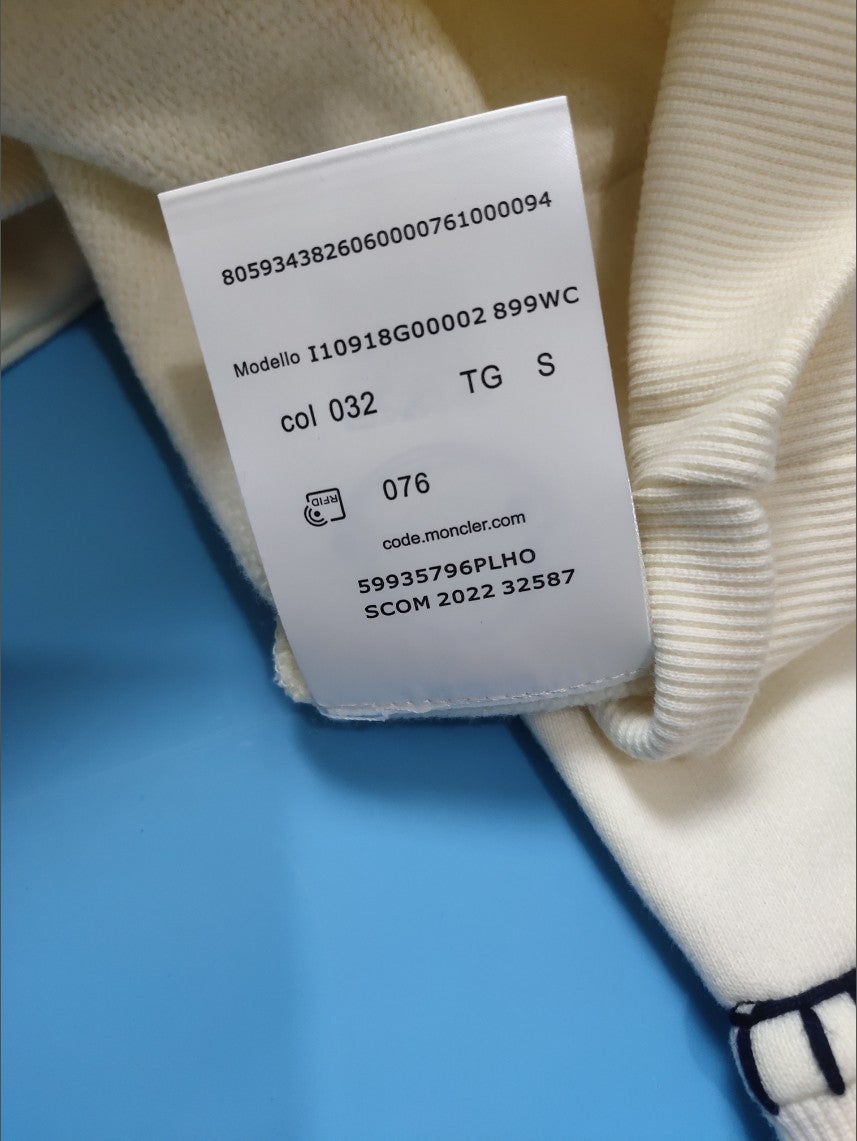 8059343826060000761000094
Modello I10918G00002 899WC
col 032 TG S
RFID
076
code.moncler.com
59935796PLHO
SCOM 2022 32587